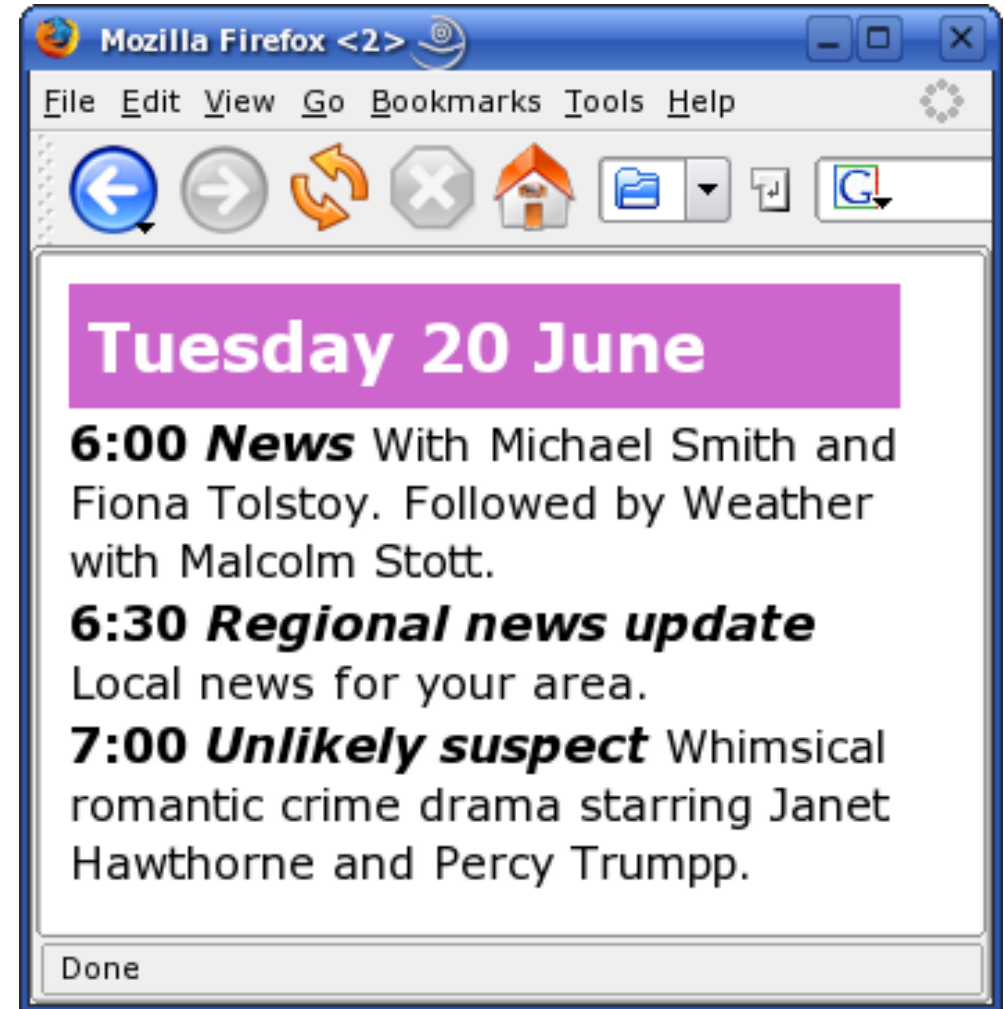 Mozilla Firefox <2>
File Edit View Go Bookmarks Tools Help
G
Tuesday 20 June
6:00 News With Michael Smith and
Fiona Tolstoy. Followed by Weather
with Malcolm Stott.
6:30 Regional news update
Local news for your area.
7:00 Unlikely suspect Whimsical
romantic crime drama starring Janet
Hawthorne and Percy Trumpp.
Done